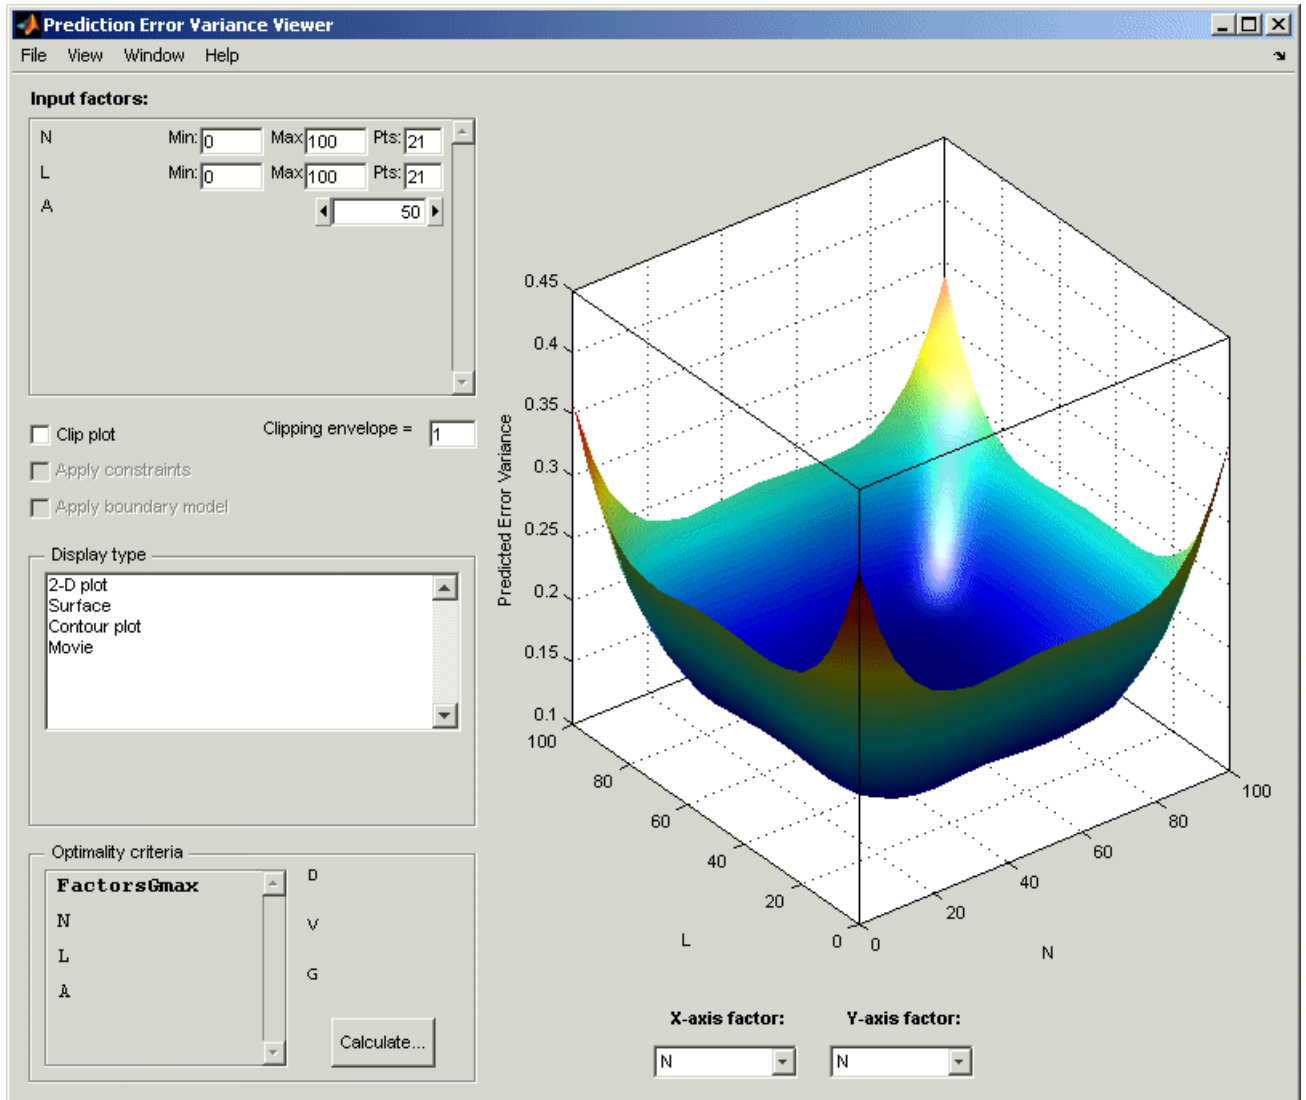 Prediction Error Variance Viewer
File View Window Help
Input factors:
N Min: 0 Max 100 Pts: 21
L Min: 0 Max 100 Pts: 21
A 50
Clip plot Clipping envelope = 1
Apply constraints
Apply boundary model
Display type
2-D plot
Surface
Contour plot
Movie
Optimality criteria
FactorsGmax
N
L
A
D
V
G
Calculate...
Predicted Error Variance
0.45
0.4
0.35
0.3
0.25
0.2
0.15
0.1
100
80
60
40
20
0
L
0
20
40
60
80
100
N
X-axis factor: Y-axis factor:
N N